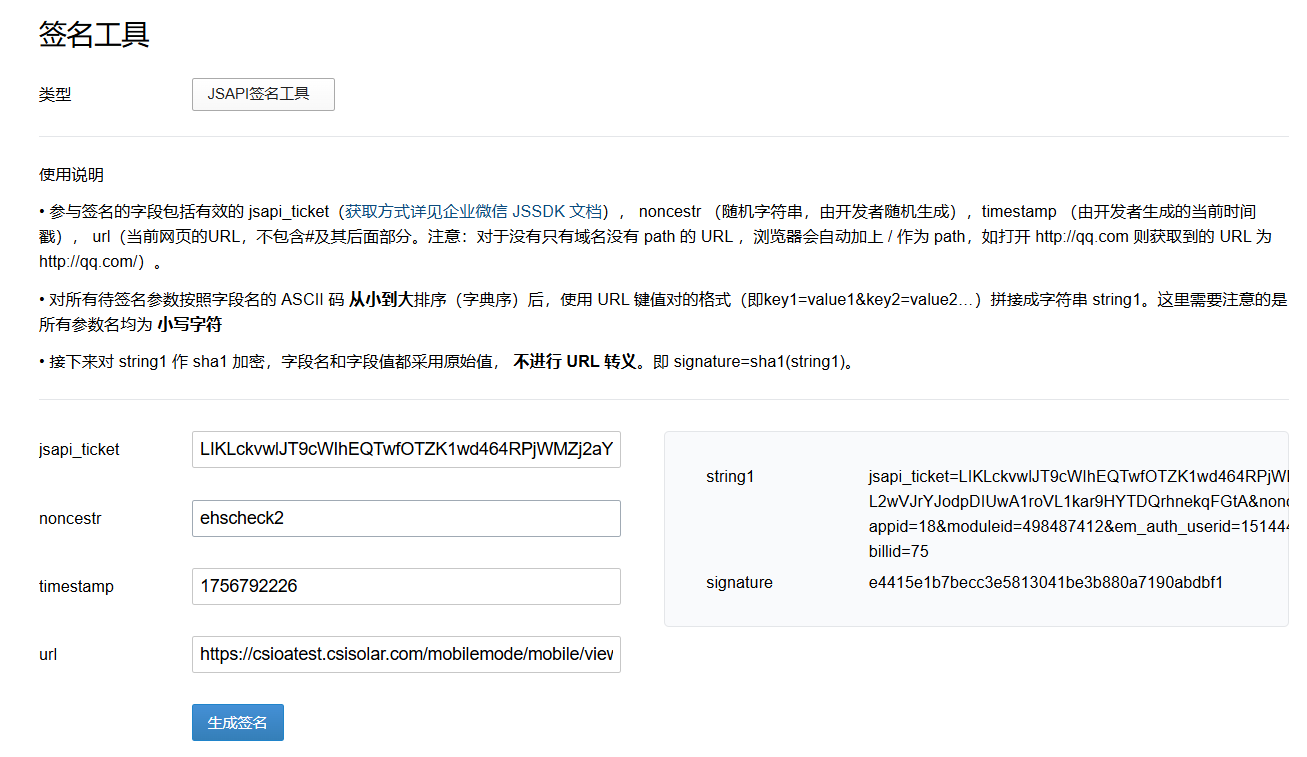 签名工具
类型 JSAPI签名工具
使用说明
• 参与签名的字段包括有效的 jsapi_ticket（获取方式详见企业微信 JSSDK 文档）， noncestr （随机字符串，由开发者随机生成），timestamp （由开发者生成的当前时间
戳）， url（当前网页的URL，不包含#及其后面部分。注意：对于没有只有域名没有 path 的 URL ，浏览器会自动加上 / 作为 path，如打开 http://qq.com 则获取到的 URL 为
http://qq.com/）。
• 对所有待签名参数按照字段名的 ASCII 码 从小到大排序（字典序）后，使用 URL 键值对的格式（即key1=value1&key2=value2…）拼接成字符串 string1。这里需要注意的是
所有参数名均为 小写字符
• 接下来对 string1 作 sha1 加密，字段名和字段值都采用原始值， 不进行 URL 转义。即 signature=sha1(string1)。
jsapi_ticket LIKLckvwlJT9cWlhEQTwfOTZK1wd464RPjWMZj2aY
noncestr ehscheck2
timestamp 1756792226
url https://csioatest.csisolar.com/mobilemode/mobile/view
生成签名
string1 jsapi_ticket=LIKLckvwlJT9cWlhEQTwfOTZK1wd464RPjW
L2wVJrYJodpDIUwA1roVL1kar9HYTDQrhnekqFGtA&non
appid=18&moduleid=498487412&em_auth_userid=15144
billid=75
signature e4415e1b7becc3e5813041be3b880a7190abdbf1